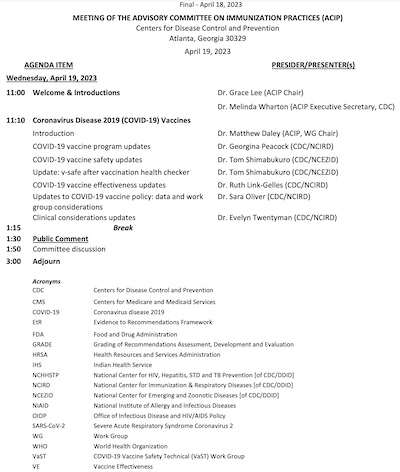 Final - April 18, 2023
MEETING OF THE ADVISORY COMMITTEE ON IMMUNIZATION PRACTICES (ACIP)
Centers for Disease Control and Prevention
Atlanta, Georgia 30329
April 19, 2023
AGENDA ITEM PRESIDER/PRESENTER(s)
Wednesday, April 19, 2023
11:00 Welcome & Introductions Dr. Grace Lee (ACIP Chair)
Dr. Melinda Wharton (ACIP Executive Secretary, CDC)
11:10 Coronavirus Disease 2019 (COVID-19) Vaccines
Introduction Dr. Matthew Daley (ACIP, WG Chair)
COVID-19 vaccine program updates Dr. Georgina Peacock (CDC/NCIRD)
COVID-19 vaccine safety updates Dr. Tom Shimabukuro (CDC/NCEZID)
Update: v-safe after vaccination health checker Dr. Tom Shimabukuro (CDC/NCEZID)
COVID-19 vaccine effectiveness updates Dr. Ruth Link-Gelles (CDC/NCIRD)
Updates to COVID-19 vaccine policy: data and work Dr. Sara Oliver (CDC/NCIRD)
group considerations
Clinical considerations updates Dr. Evelyn Twentyman (CDC/NCIRD)
1:15 Break
1:30 Public Comment
1:50 Committee discussion
3:00 Adjourn
Acronyms
CDC Centers for Disease Control and Prevention
CMS Centers for Medicare and Medicaid Services
COVID-19 Coronavirus disease 2019
EtR Evidence to Recommendations Framework
FDA Food and Drug Administration
GRADE Grading of Recommendations Assessment, Development and Evaluation
HRSA Health Resources and Services Administration
IHS Indian Health Service
NCHHSTP National Center for HIV, Hepatitis, STD and TB Prevention [of CDC/DDID]
NCIRD National Center for Immunization & Respiratory Diseases [of CDC/DDID]
NCEZID National Center for Emerging and Zoonotic Diseases [of CDC/DDID]
NIAID National Institute of Allergy and Infectious Diseases
OIDP Office of Infectious Disease and HIV/AIDS Policy
SARS-CoV-2 Severe Acute Respiratory Syndrome Coronavirus 2
WG Work Group
WHO World Health Organization
VaST COVID-19 Vaccine Safety Technical (VaST) Work Group
VE Vaccine Effectiveness